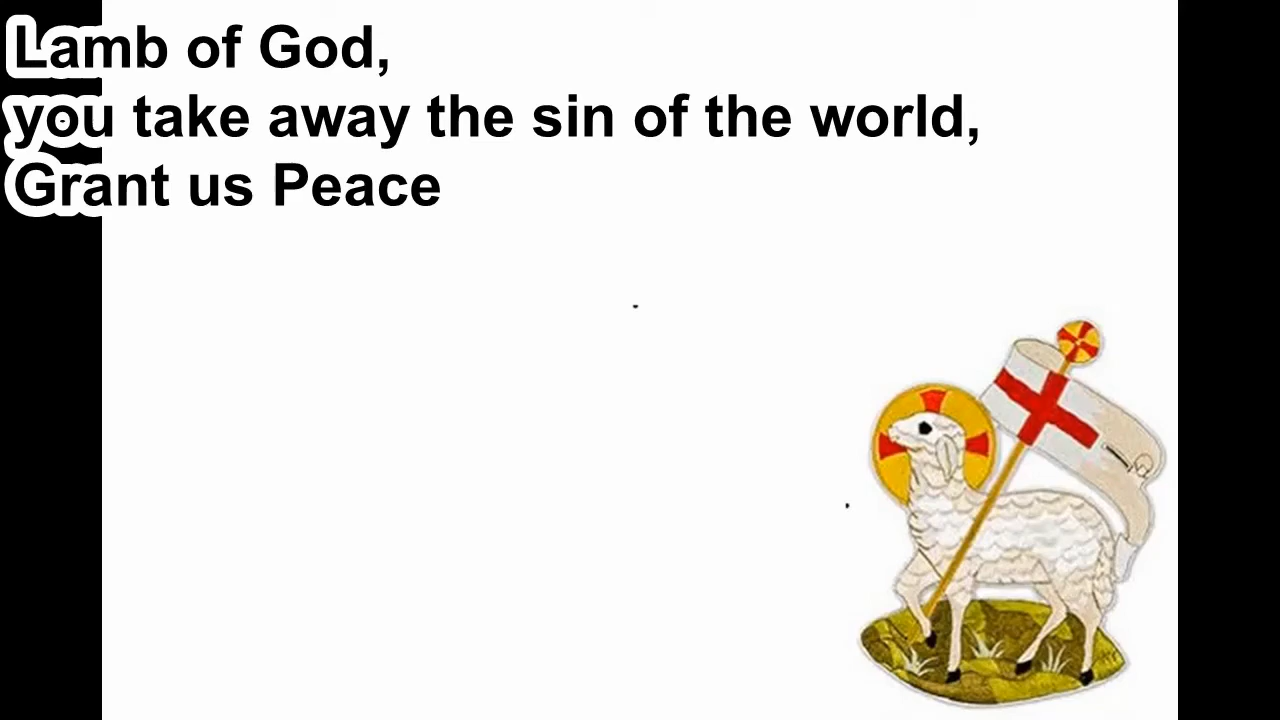 Lamb of God,
you take away the sin of the world,
Grant us Peace